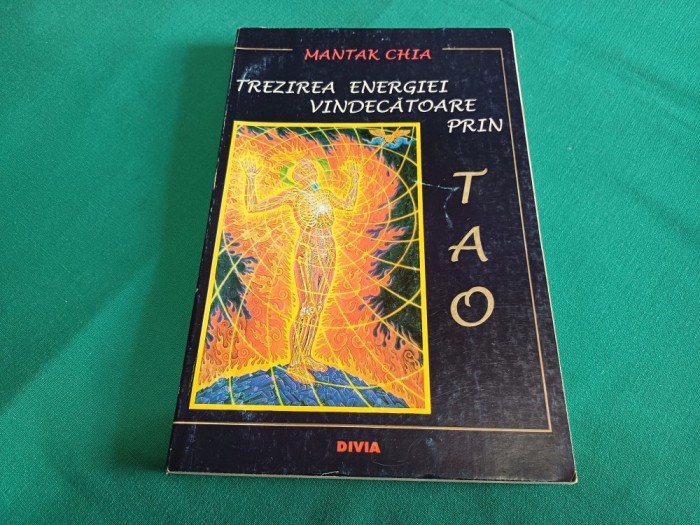 MANTAK CHIA
TREZIREA ENERGIEI
VINDECĂTOARE
PRIN
TAO
DIVIA